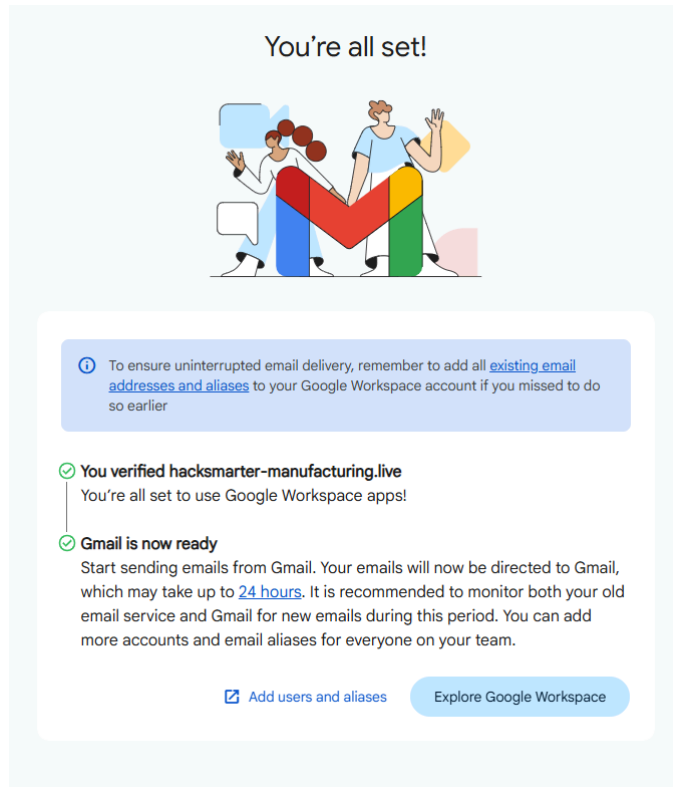 You're all set!
To ensure uninterrupted email delivery, remember to add all existing email
addresses and aliases to your Google Workspace account if you missed to do
so earlier
You verified hacksmarter-manufacturing.live
You're all set to use Google Workspace apps!
Gmail is now ready
Start sending emails from Gmail. Your emails will now be directed to Gmail,
which may take up to 24 hours. It is recommended to monitor both your old
email service and Gmail for new emails during this period. You can add
more accounts and email aliases for everyone on your team.
Add users and aliases
Explore Google Workspace